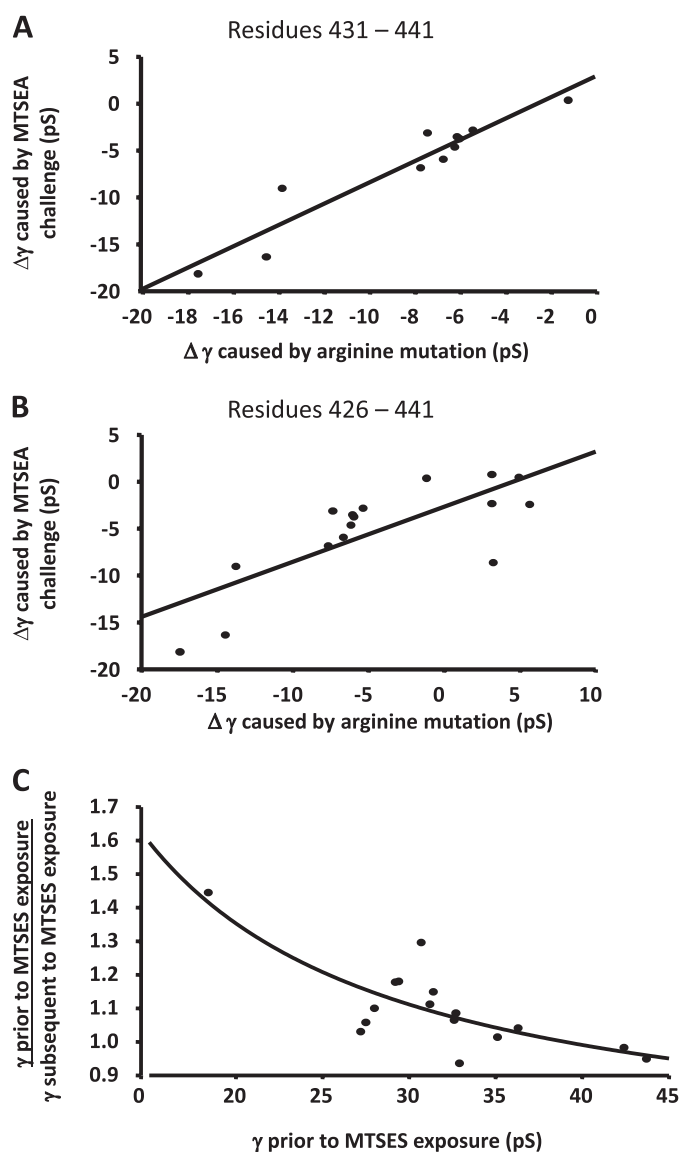 A
Residues 431 – 441
Δγ caused by MTSEA
challenge (pS)
5
0
-5
-10
-15
-20
-20 -18 -16 -14 -12 -10 -8 -6 -4 -2 0
Δ γ caused by arginine mutation (pS)
B
Residues 426 – 441
Δγ caused by MTSEA
challenge (pS)
5
0
-5
-10
-15
-20
-20 -15 -10 -5 0 5 10
Δ γ caused by arginine mutation (pS)
C
γ prior to MTSES exposure
γ subsequent to MTSES exposure
1.7
1.6
1.5
1.4
1.3
1.2
1.1
1.0
0.9
0 20 25 30 35 40 45
γ prior to MTSES exposure (pS)